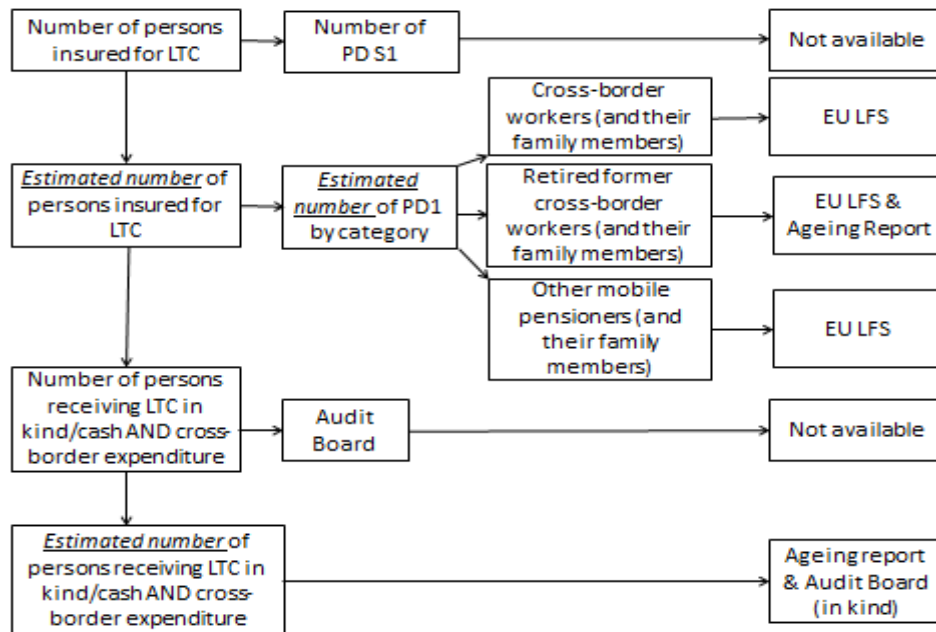 Number of persons
insured for LTC
Number of
PD S1
Not available
Cross-border
workers (and their
family members)
EU LFS
Estimated number of
persons insured for
LTC
Estimated
number of PD1
by category
Retired former
cross-border
workers (and their
family members)
EU LFS &
Ageing Report
Other mobile
pensioners (and
their family
members)
EU LFS
Number of persons
receiving LTC in
kind/cash AND cross-
border expenditure
Audit
Board
Not available
Estimated number of
persons receiving LTC in
kind/cash AND cross-
border expenditure
Ageing report
& Audit Board
(in kind)